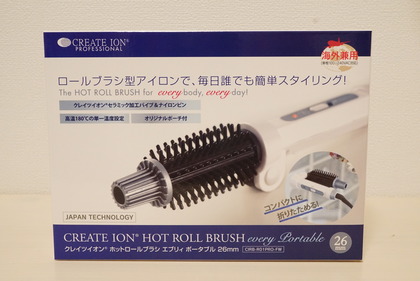 CREATE ION®
PROFESSIONAL
海外兼用
ロールブラシ型アイロンで、毎日誰でも簡単スタイリング!
The HOT ROLL BRUSH for every body, every day!
クレイツイオン®セラミック加工パイプ&ナイロンピン
高温180℃の単一温度設定
オリジナルポーチ付
コンパクトに
折りたためる!
JAPAN TECHNOLOGY
CREATE ION® HOT ROLL BRUSH every Portable
クレイツイオン® ホットロールブラシ エブリィ ポータブル 26mm
CIRB-R01PRO-FW
26
mm